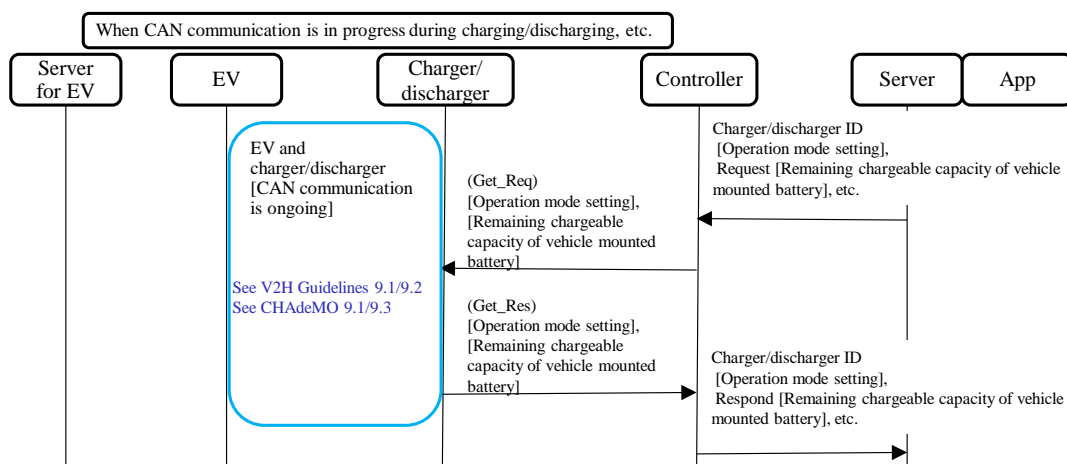 When CAN communication is in progress during charging/discharging, etc.
Server
for EV
EV
Charger/
discharger
Controller
Server
App
Charger/discharger ID
[Operation mode setting],
Request [Remaining chargeable capacity of vehicle
mounted battery], etc.
EV and
charger/discharger
[CAN communication
is ongoing]
(Get_Req)
[Operation mode setting],
[Remaining chargeable
capacity of vehicle mounted
battery]
See V2H Guidelines 9.1/9.2
See CHAdeMO 9.1/9.3
(Get_Res)
[Operation mode setting],
[Remaining chargeable
capacity of vehicle mounted
battery]
Charger/discharger ID
[Operation mode setting],
Respond [Remaining chargeable capacity of vehicle
mounted battery], etc.